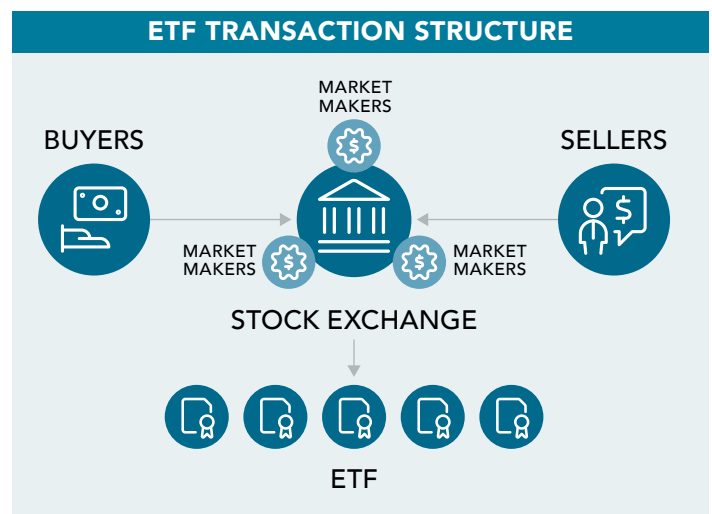 ETF TRANSACTION STRUCTURE
MARKET
MAKERS
BUYERS
SELLERS
$
$
MARKET
MAKERS
$
$
MARKET
MAKERS
STOCK EXCHANGE
ETF